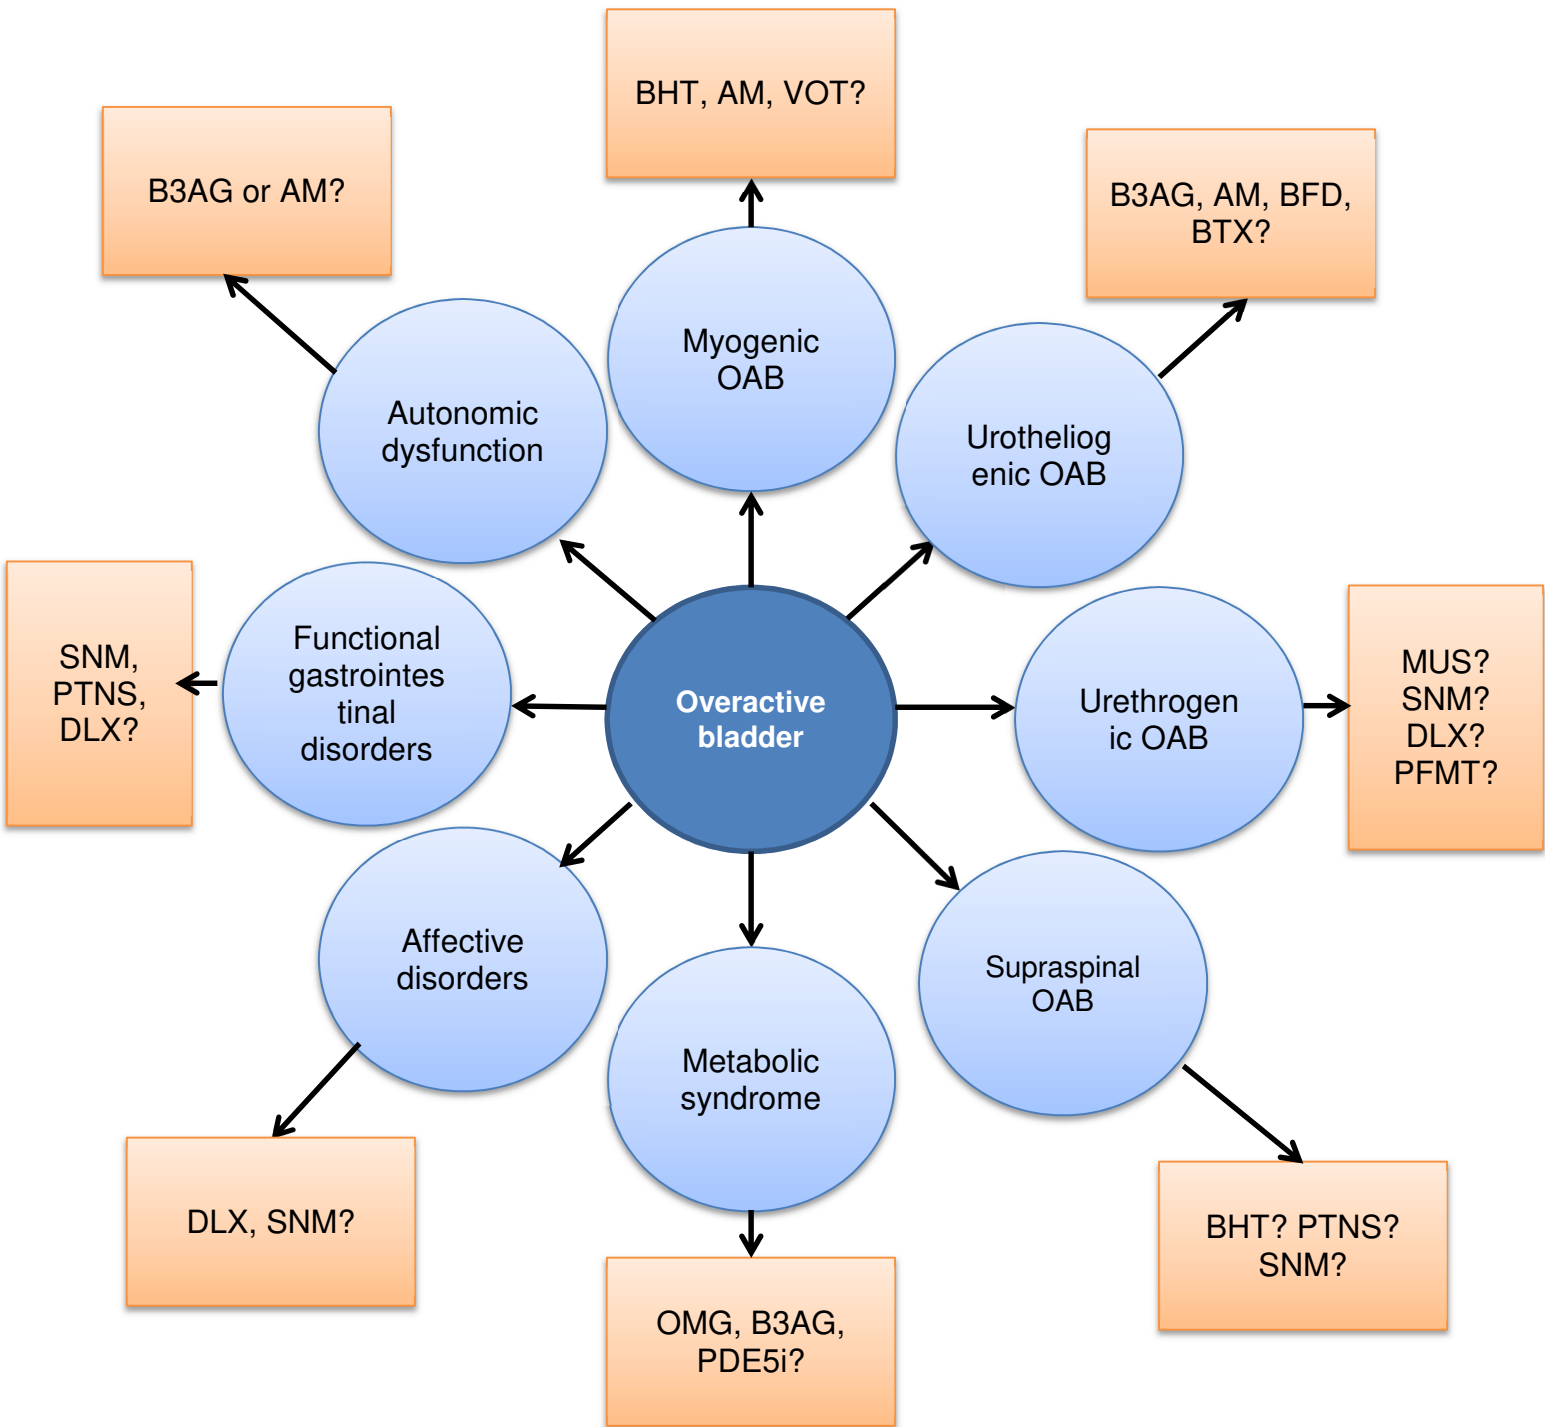 BHT, AM, VOT?
B3AG or AM?
B3AG, AM, BFD,
BTX?
Myogenic
OAB
Autonomic
dysfunction
Urotheliog
enic OAB
SNM,
PTNS,
DLX?
Functional
gastrointes
tinal
disorders
Overactive
bladder
Urethrogen
ic OAB
MUS?
SNM?
DLX?
PFMT?
Affective
disorders
Supraspinal
OAB
Metabolic
syndrome
DLX, SNM?
BHT? PTNS?
SNM?
OMG, B3AG,
PDE5i?